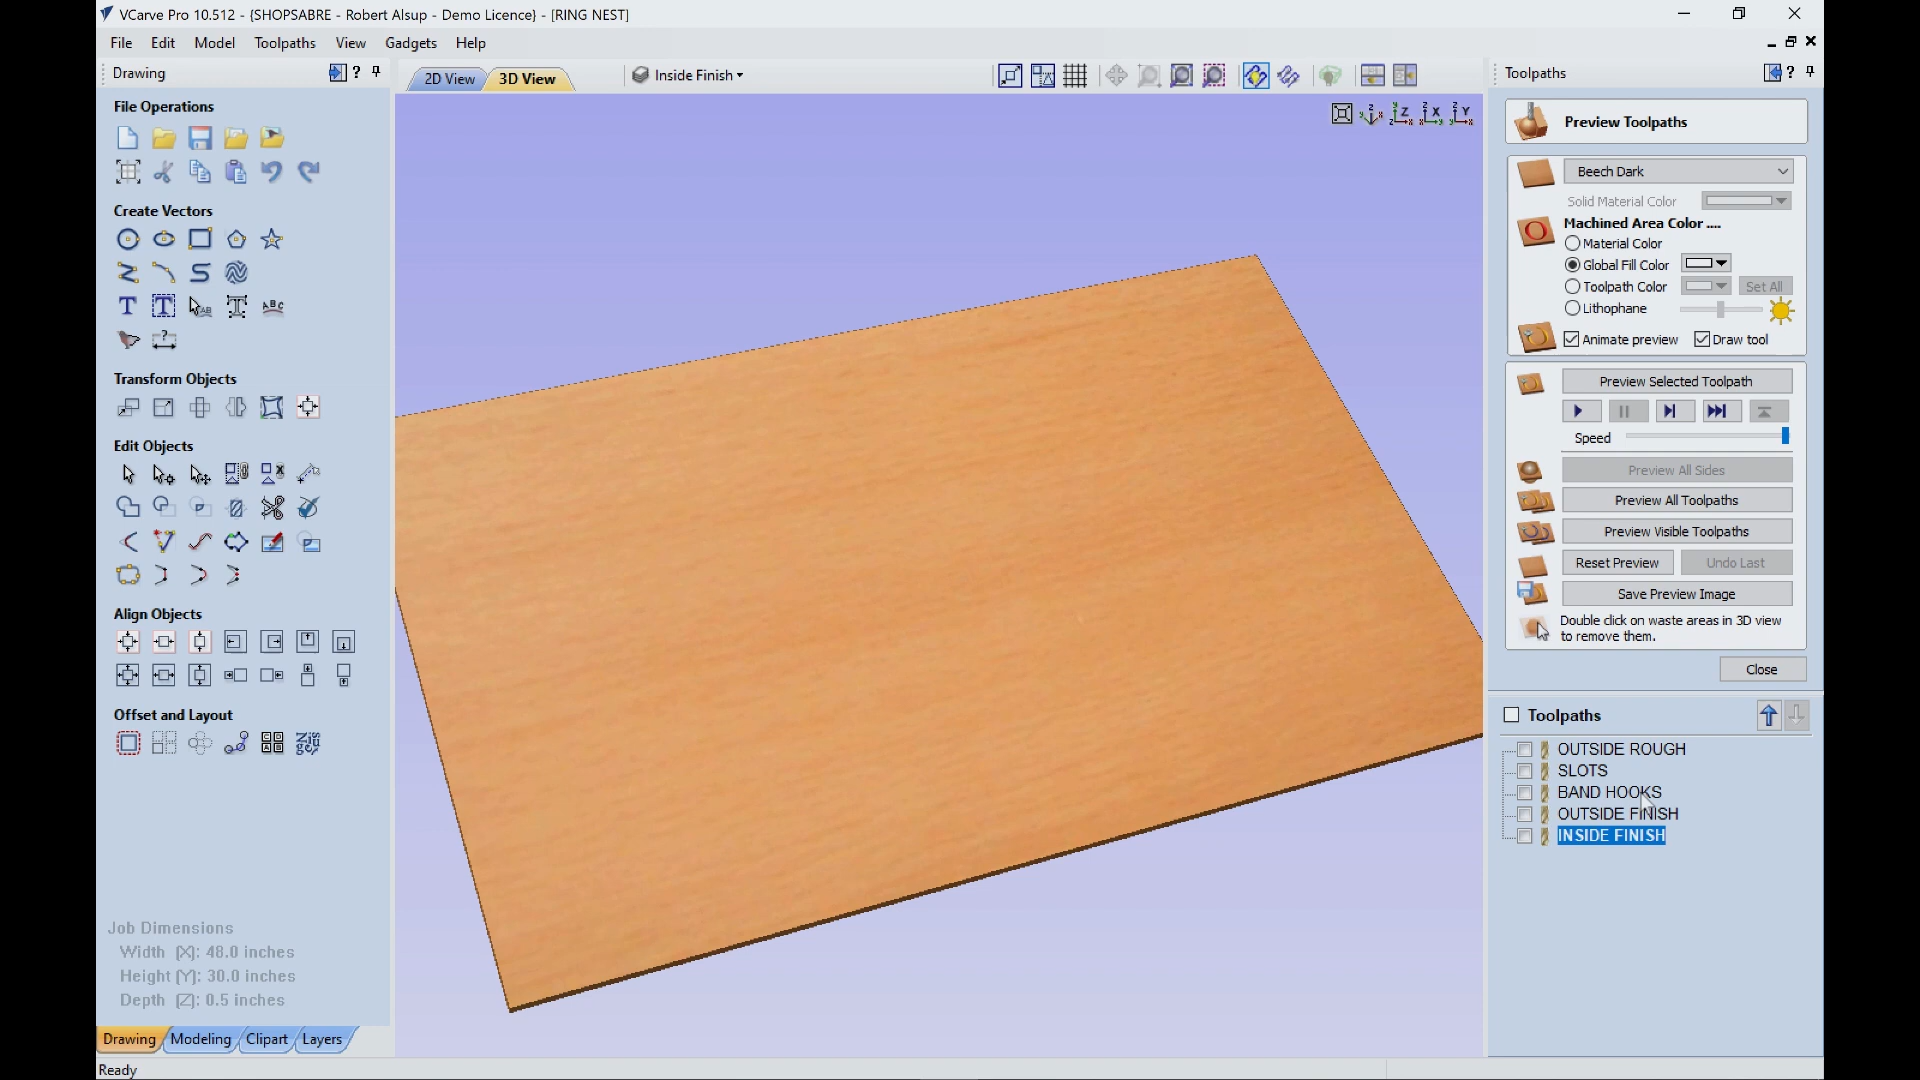 VCarve Pro 10.512 - {SHOPSABRE - Robert Alsup - Demo Licence} - [RING NEST]
File Edit Model Toolpaths View Gadgets Help
Drawing
2D View 3D View Inside Finish
Toolpaths
File Operations
Create Vectors
Transform Objects
Edit Objects
Align Objects
Offset and Layout
Job Dimensions
Width (X): 48.0 inches
Height (Y): 30.0 inches
Depth (Z): 0.5 inches
Drawing Modeling Clipart Layers
Ready
Preview Toolpaths
Beech Dark
Solid Material Color
Machined Area Color ....
Material Color
Global Fill Color
Toolpath Color Set All
Lithophane
Animate preview Draw tool
Preview Selected Toolpath
Speed
Preview All Sides
Preview All Toolpaths
Preview Visible Toolpaths
Reset Preview Undo Last
Save Preview Image
Double click on waste areas in 3D view
to remove them.
Close
Toolpaths
OUTSIDE ROUGH
SLOTS
BAND HOOKS
OUTSIDE FINISH
INSIDE FINISH